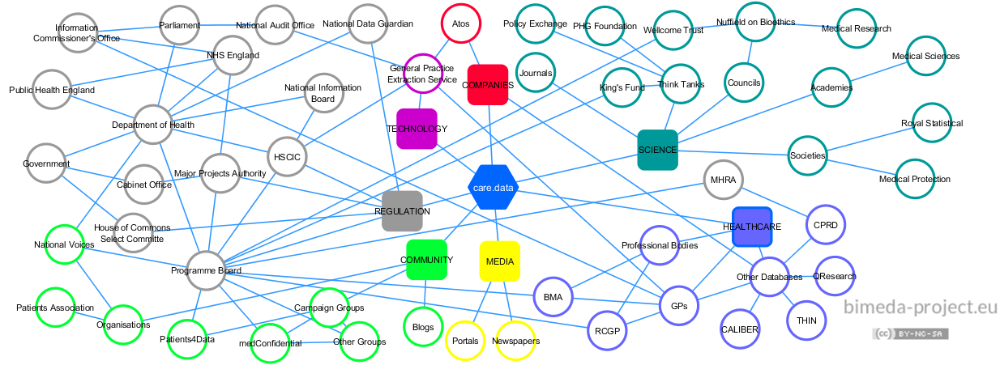 Information
Commissioner's Office
Parliament
National Audit Office
National Data Guardian
Atos
Policy Exchange
PHG Foundation
Wellcome Trust
Nuffield on Bioethics
Medical Research
NHS England
General Practice
Extraction Service
Journals
Medical Sciences
Public Health England
National Information
Board
COMPANIES
King's Fund
Think Tanks
Councils
Academies
Department of Health
TECHNOLOGY
Royal Statistical
Government
HSCIC
SCIENCE
Societies
Cabinet Office
Major Projects Authority
care.data
MHRA
Medical Protection
House of Commons
Select Committe
REGULATION
HEALTHCARE
CPRD
National Voices
Professional Bodies
Programme Board
COMMUNITY
MEDIA
Other Databases
QResearch
Patients Association
Organisations
Campaign Groups
BMA
GPs
bimeda-project.eu
Patients4Data
medConfidential
Other Groups
Blogs
Portals
Newspapers
RCGP
CALIBER
THIN
(cc) BY-NC-SA